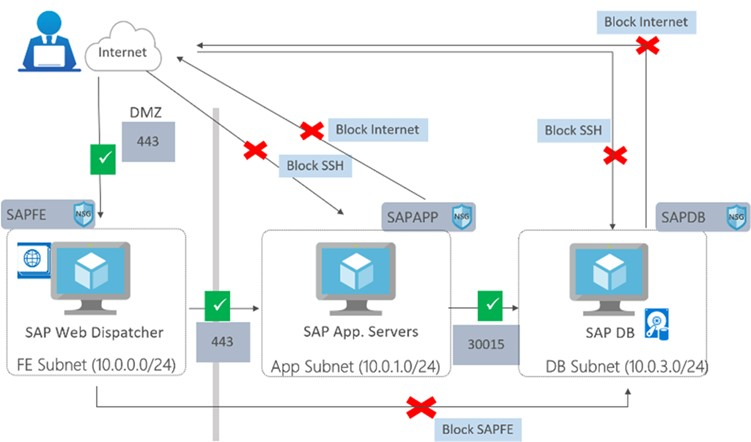 Block Internet
Internet
DMZ
443
Block Internet
Block SSH
Block SSH
SAPFE
NSG
SAPAPP
NSG
SAPDB
NSG
SAP Web Dispatcher
SAP App. Servers
SAP DB
443
30015
FE Subnet (10.0.0.0/24)
App Subnet (10.0.1.0/24)
DB Subnet (10.0.3.0/24)
Block SAPFE